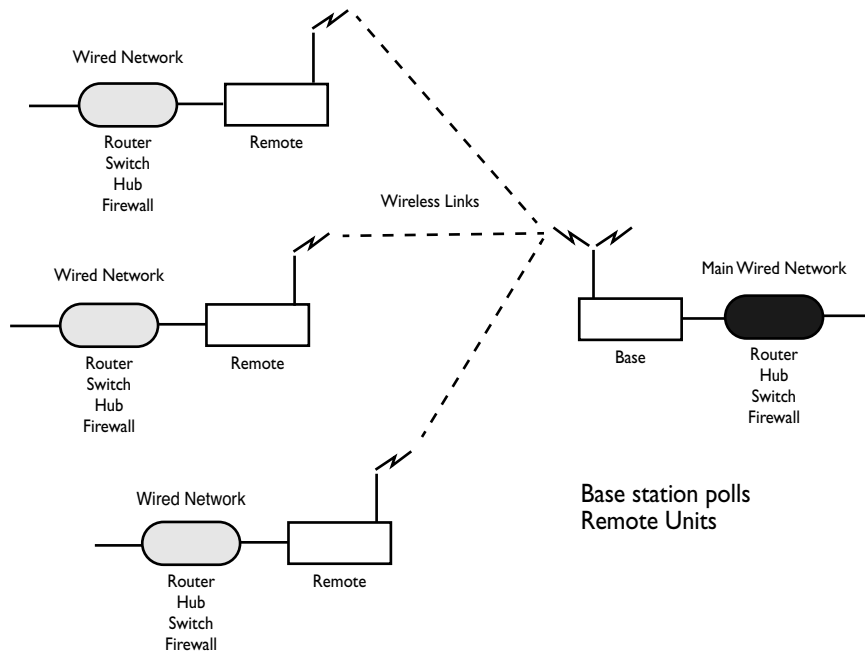 Wired Network
Router
Switch
Hub
Firewall
Remote
Wireless Links
Wired Network
Router
Switch
Hub
Firewall
Remote
Main Wired Network
Base
Router
Hub
Switch
Firewall
Wired Network
Router
Hub
Switch
Firewall
Remote
Base station polls
Remote Units